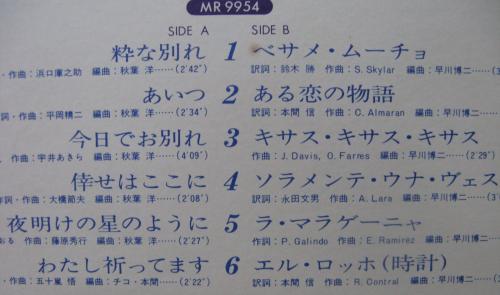 MR 9954
SIDE A SIDE B
粋な別れ 1 ベサメ・ムーチョ
・作曲：浜口庫之助 編曲：秋葉 洋……(2'42") 訳詞：鈴木 勝 作曲：S. Skylar 編曲：早川博二……
あいつ 2 ある恋の物語
詞・作曲：平岡精二 編曲：秋葉 洋……(2'34") 訳詞：本間 信 作曲：C. Almaran 編曲：早川博二……
今日でお別れ 3 キサス・キサス・キサス
作曲：宇井あきら 編曲：秋葉 洋……(4'09") 作曲：J. Davis, O. Farres 編曲：早川博二……(2'29")
倖せはここに 4 ソラメンテ・ウナ・ヴェス
作詞・作曲：大橋節夫 編曲：秋葉 洋……(2'08") 訳詞：永田文男 作曲：A. Lara 編曲：早川博二……
夜明けの星のように 5 ラ・マラゲーニャ
作曲：藤原秀行 編曲：秋葉 洋……(2'27") 作詞：P. Galindo 作曲：E. Ramirez 編曲：早川博二……
わたし祈ってます 6 エル・ロッホ(時計)
・作曲：五十嵐 悟 編曲：チコ・本間……(2'22") 訳詞：本間 信 作曲：R. Contral 編曲：早川博二……